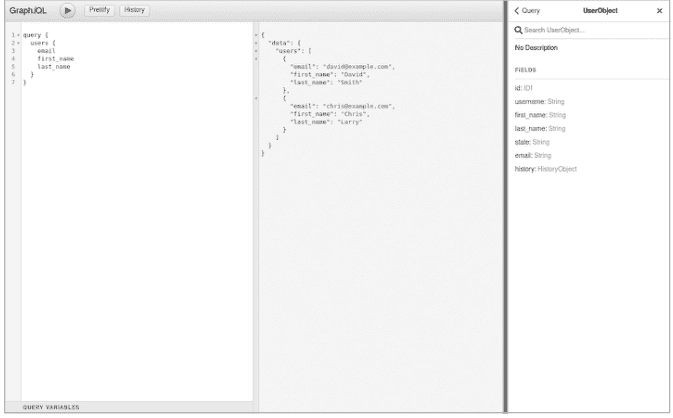 GraphiQL
Prettify
History
1 query {
2 users {
3 email
4 first_name
5 last_name
6 }
7 }
QUERY VARIABLES
{
"data": {
"users": [
{
"email": "david@example.com",
"first_name": "David",
"last_name": "Smith"
},
{
"email": "chris@example.com",
"first_name": "Chris",
"last_name": "Larry"
}
]
}
}
Query
UserObject
Search UserObject...
No Description
FIELDS
id: ID!
username: String
first_name: String
last_name: String
state: String
email: String
history: HistoryObject